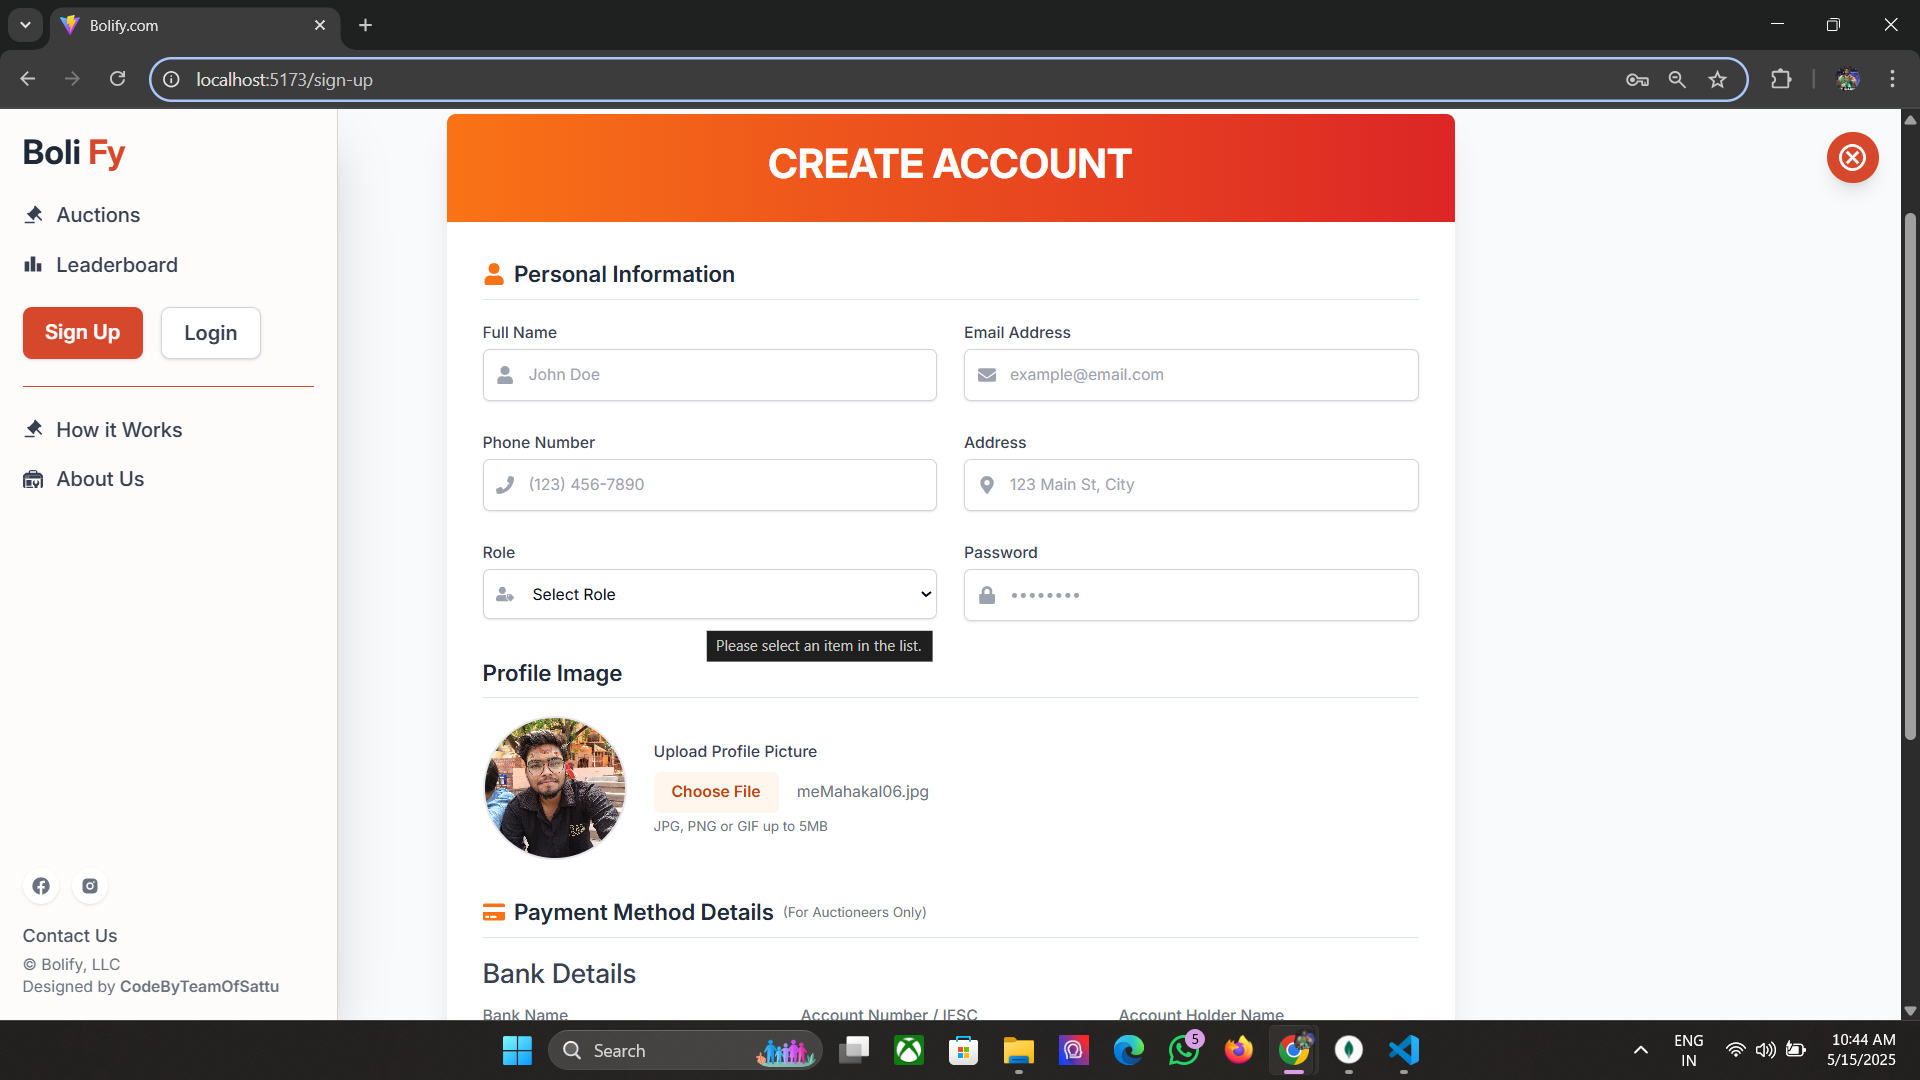 Bolify.com
localhost:5173/sign-up
Boli Fy
Auctions
Leaderboard
Sign Up
Login
How it Works
About Us
Contact Us
© Bolify, LLC
Designed by CodeByTeamOfSattu
CREATE ACCOUNT
Personal Information
Full Name
Email Address
John Doe
example@email.com
Phone Number
Address
(123) 456-7890
123 Main St, City
Role
Password
Select Role
••••••••
Please select an item in the list.
Profile Image
Upload Profile Picture
Choose File
meMahakal06.jpg
JPG, PNG or GIF up to 5MB
Payment Method Details (For Auctioneers Only)
Bank Details
Bank Name
Account Number / IFSC
Account Holder Name
Search
5
ENG
IN
10:44 AM
5/15/2025